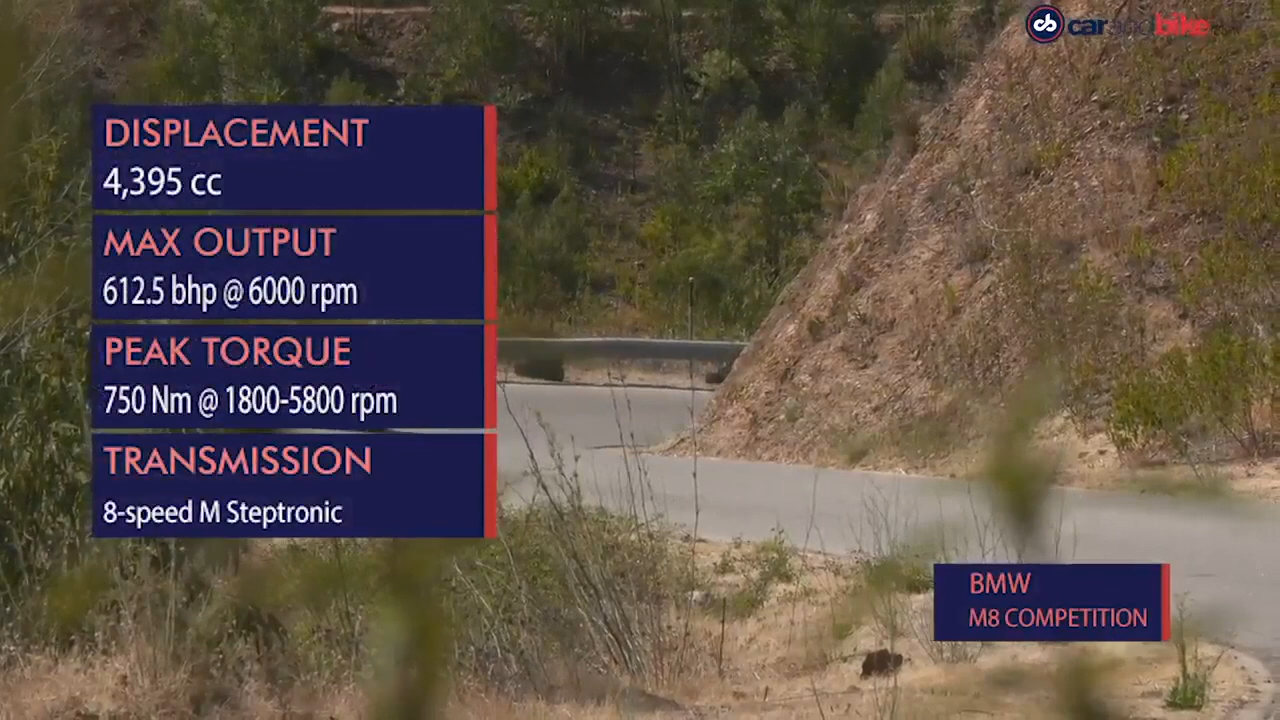 cb carandbike
DISPLACEMENT
4,395 cc
MAX OUTPUT
612.5 bhp @ 6000 rpm
PEAK TORQUE
750 Nm @ 1800-5800 rpm
TRANSMISSION
8-speed M Steptronic
BMW
M8 COMPETITION